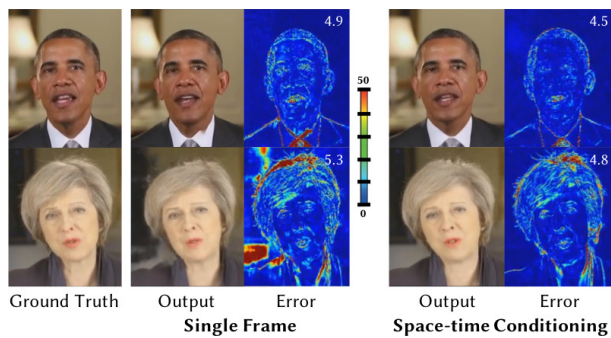 4.9
4.5
50
5.3
4.8
0
Ground Truth
Output
Error
Output
Error
Single Frame
Space-time Conditioning